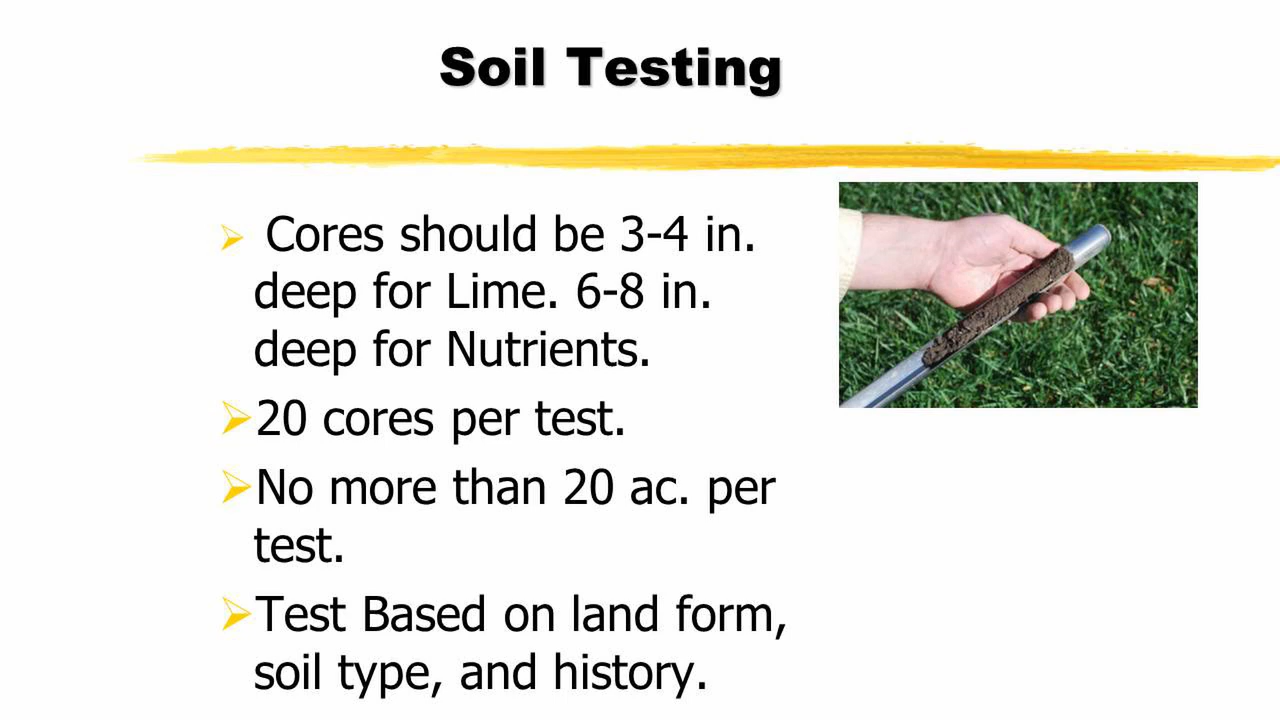 Soil Testing
Cores should be 3-4 in.
deep for Lime. 6-8 in.
deep for Nutrients.
20 cores per test.
No more than 20 ac. per
test.
Test Based on land form,
soil type, and history.